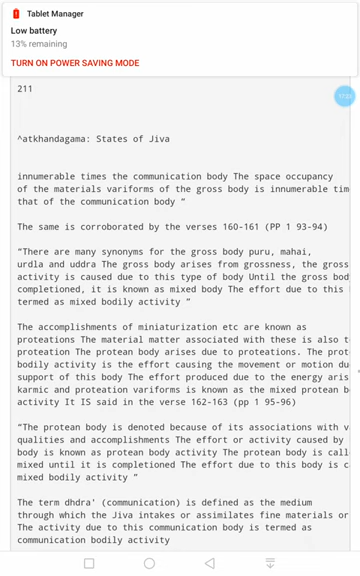 Tablet Manager
Low battery
13% remaining
TURN ON POWER SAVING MODE
211
17:21
^atkhandagama: States of Jiva
innumerable times the communication body The space occupancy
of the materials variforms of the gross body is innumerable tim
that of the communication body “
The same is corroborated by the verses 160-161 (PP 1 93-94)
“There are many synonyms for the gross body puru, mahai,
urdla and uddra The gross body arises from grossness, the gross
activity is caused due to this type of body Until the gross bod
completed, it is known as mixed body The effort due to this
termed as mixed bodily activity ”
The accomplishments of miniaturization etc are known as
proteations The material matter associated with these is also t
proteation The protean body arises due to proteations. The prot
bodily activity is the effort causing the movement or motion du
support of this body The effort produced due to the energy aris
karmic and proteation variforms is known as the mixed protean b
activity It IS said in the verse 162-163 (pp 1 95-96)
“The protean body is denoted because of its associations with v
qualities and accomplishments The effort or activity caused by
body is known as protean body activity The protean body is call
mixed until it is completed The effort due to this body is c
mixed bodily activity ”
The term dhdra' (communication) is defined as the medium
through which the Jiva intakes or assimilates fine materials or
The activity due to this communication body is termed as
communication bodily activity